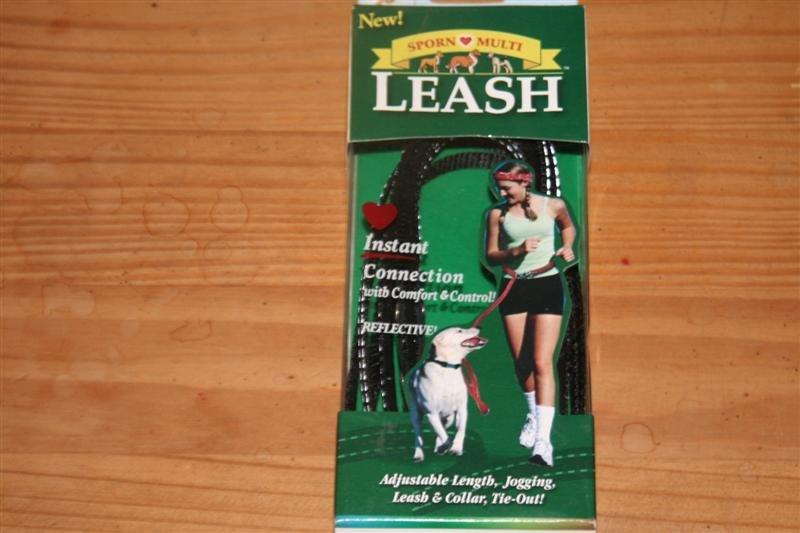 New!
SPORN MULTI
LEASH
Instant
Connection
with Comfort & Control!
REFLECTIVE!
Adjustable Length, Jogging,
Leash & Collar, Tie-Out!